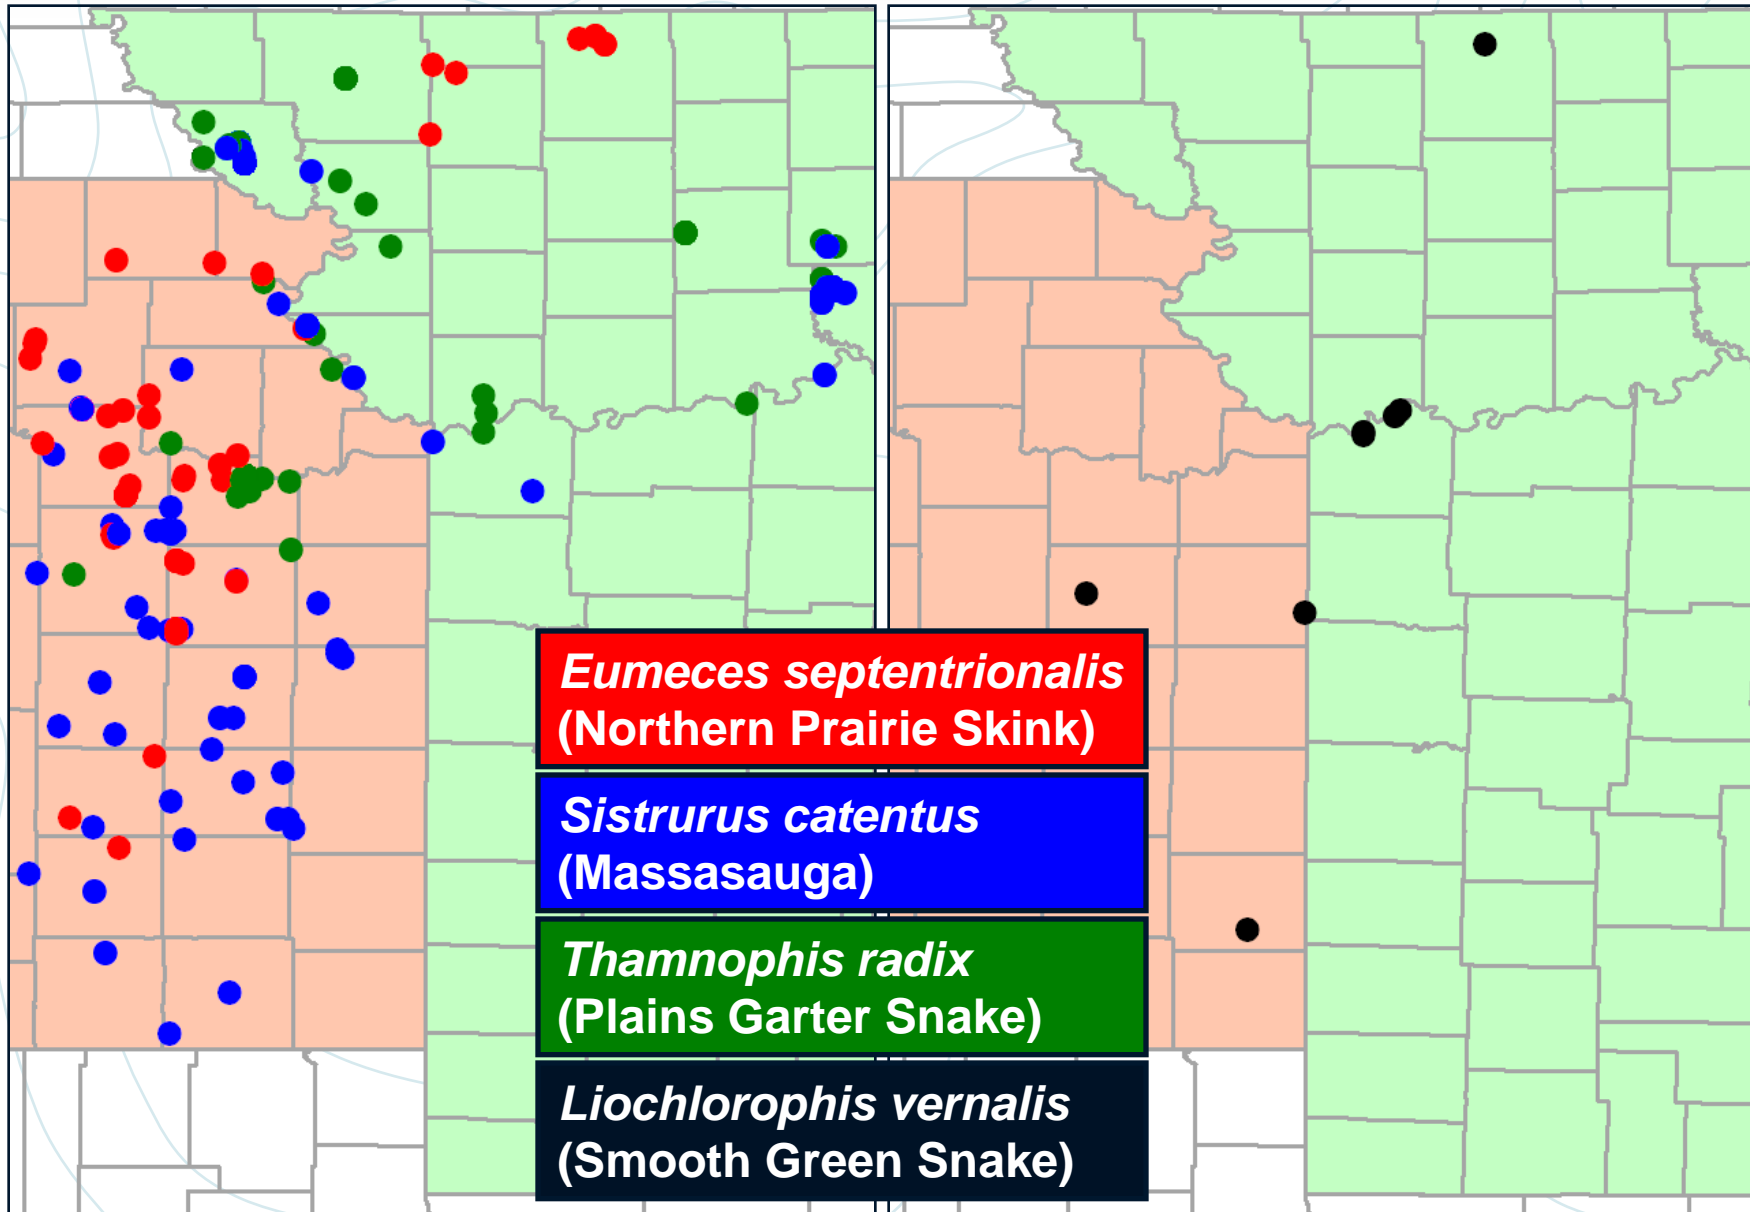 Eumeces septentrionalis
(Northern Prairie Skink)
Sistrurus catentus
(Massasauga)
Thamnophis radix
(Plains Garter Snake)
Liochlorophis vernalis
(Smooth Green Snake)